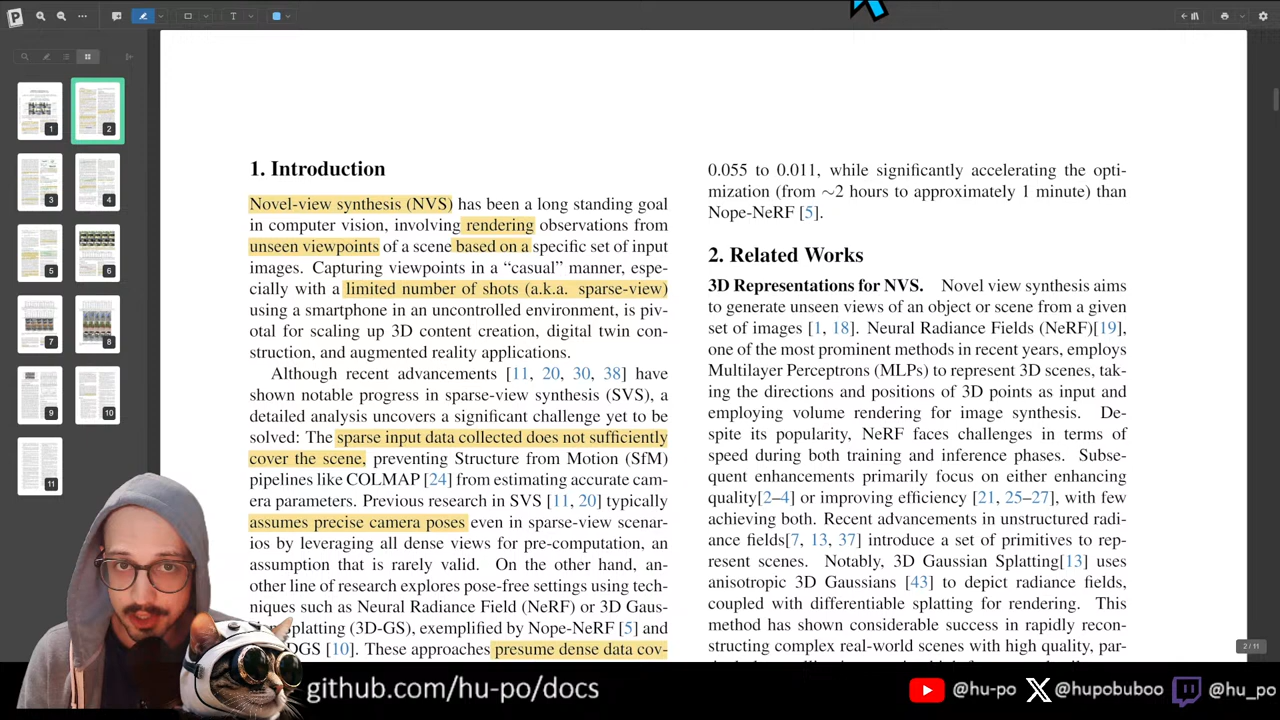 1. Introduction
Novel-view synthesis (NVS) has been a long standing goal
in computer vision, involving rendering observations from
unseen viewpoints of a scene based on a specific set of input
images. Capturing viewpoints in a “casual” manner, espe-
cially with a limited number of shots (a.k.a. sparse-view)
using a smartphone in an uncontrolled environment, is piv-
otal for scaling up 3D content creation, digital twin con-
struction, and augmented reality applications.
Although recent advancements [11, 20, 30, 38] have
shown notable progress in sparse-view synthesis (SVS), a
detailed analysis uncovers a significant challenge yet to be
solved: The sparse input data collected does not sufficiently
cover the scene, preventing Structure from Motion (SfM)
pipelines like COLMAP [24] from estimating accurate cam-
era parameters. Previous research in SVS [11, 20] typically
assumes precise camera poses even in sparse-view scenar-
ios by leveraging all dense views for pre-computation, an
assumption that is rarely valid. On the other hand, an-
other line of research explores pose-free settings using tech-
niques such as Neural Radiance Field (NeRF) or 3D Gaus-
Splatting (3D-GS), exemplified by Nope-NeRF [5] and
GS [10]. These approaches presume dense data cov-
0.055 to 0.011, while significantly accelerating the opti-
mization (from ∼2 hours to approximately 1 minute) than
Nope-NeRF [5].
2. Related Works
3D Representations for NVS. Novel view synthesis aims
to generate unseen views of an object or scene from a given
set of images [1, 18]. Neural Radiance Fields (NeRF)[19],
one of the most prominent methods in recent years, employs
Multilayer Perceptrons (MLPs) to represent 3D scenes, tak-
ing the directions and positions of 3D points as input and
employing volume rendering for image synthesis. De-
spite its popularity, NeRF faces challenges in terms of
speed during both training and inference phases. Subse-
quent enhancements primarily focus on either enhancing
quality[2–4] or improving efficiency [21, 25–27], with few
achieving both. Recent advancements in unstructured radi-
ance fields[7, 13, 37] introduce a set of primitives to rep-
resent scenes. Notably, 3D Gaussian Splatting[13] uses
anisotropic 3D Gaussians [43] to depict radiance fields,
coupled with differentiable splatting for rendering. This
method has shown considerable success in rapidly recon-
structing complex real-world scenes with high quality, par-
1
2
3
4
5
6
7
8
9
10
11
2 / 11
github.com/hu-po/docs
@hu-po
@hupobuboo
@hu_po